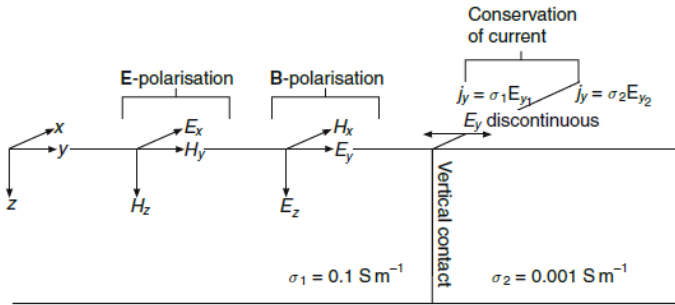 Conservation
of current
E-polarisation
B-polarisation
jy = σ1Ey1
jy = σ2Ey2
Ey discontinuous
x
y
z
Ex
Hy
Hz
Hx
Ey
Ez
Vertical contact
σ1 = 0.1 S m⁻¹
σ2 = 0.001 S m⁻¹